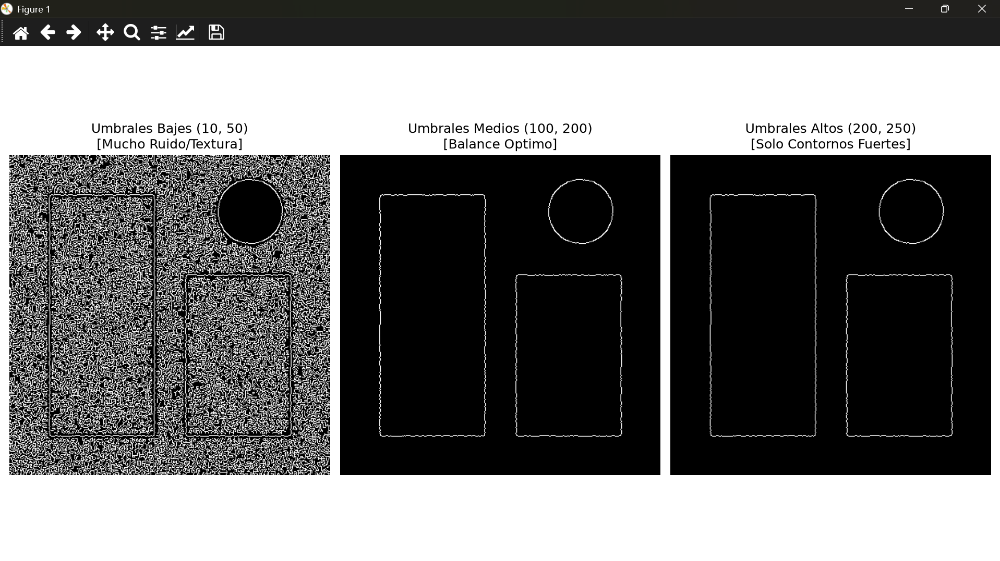 Figure 1
Umbrales Bajes (10, 50)
[Mucho Ruido/Textura]
Umbrales Medios (100, 200)
[Balance Optimo]
Umbrales Altos (200, 250)
[Solo Contornos Fuertes]